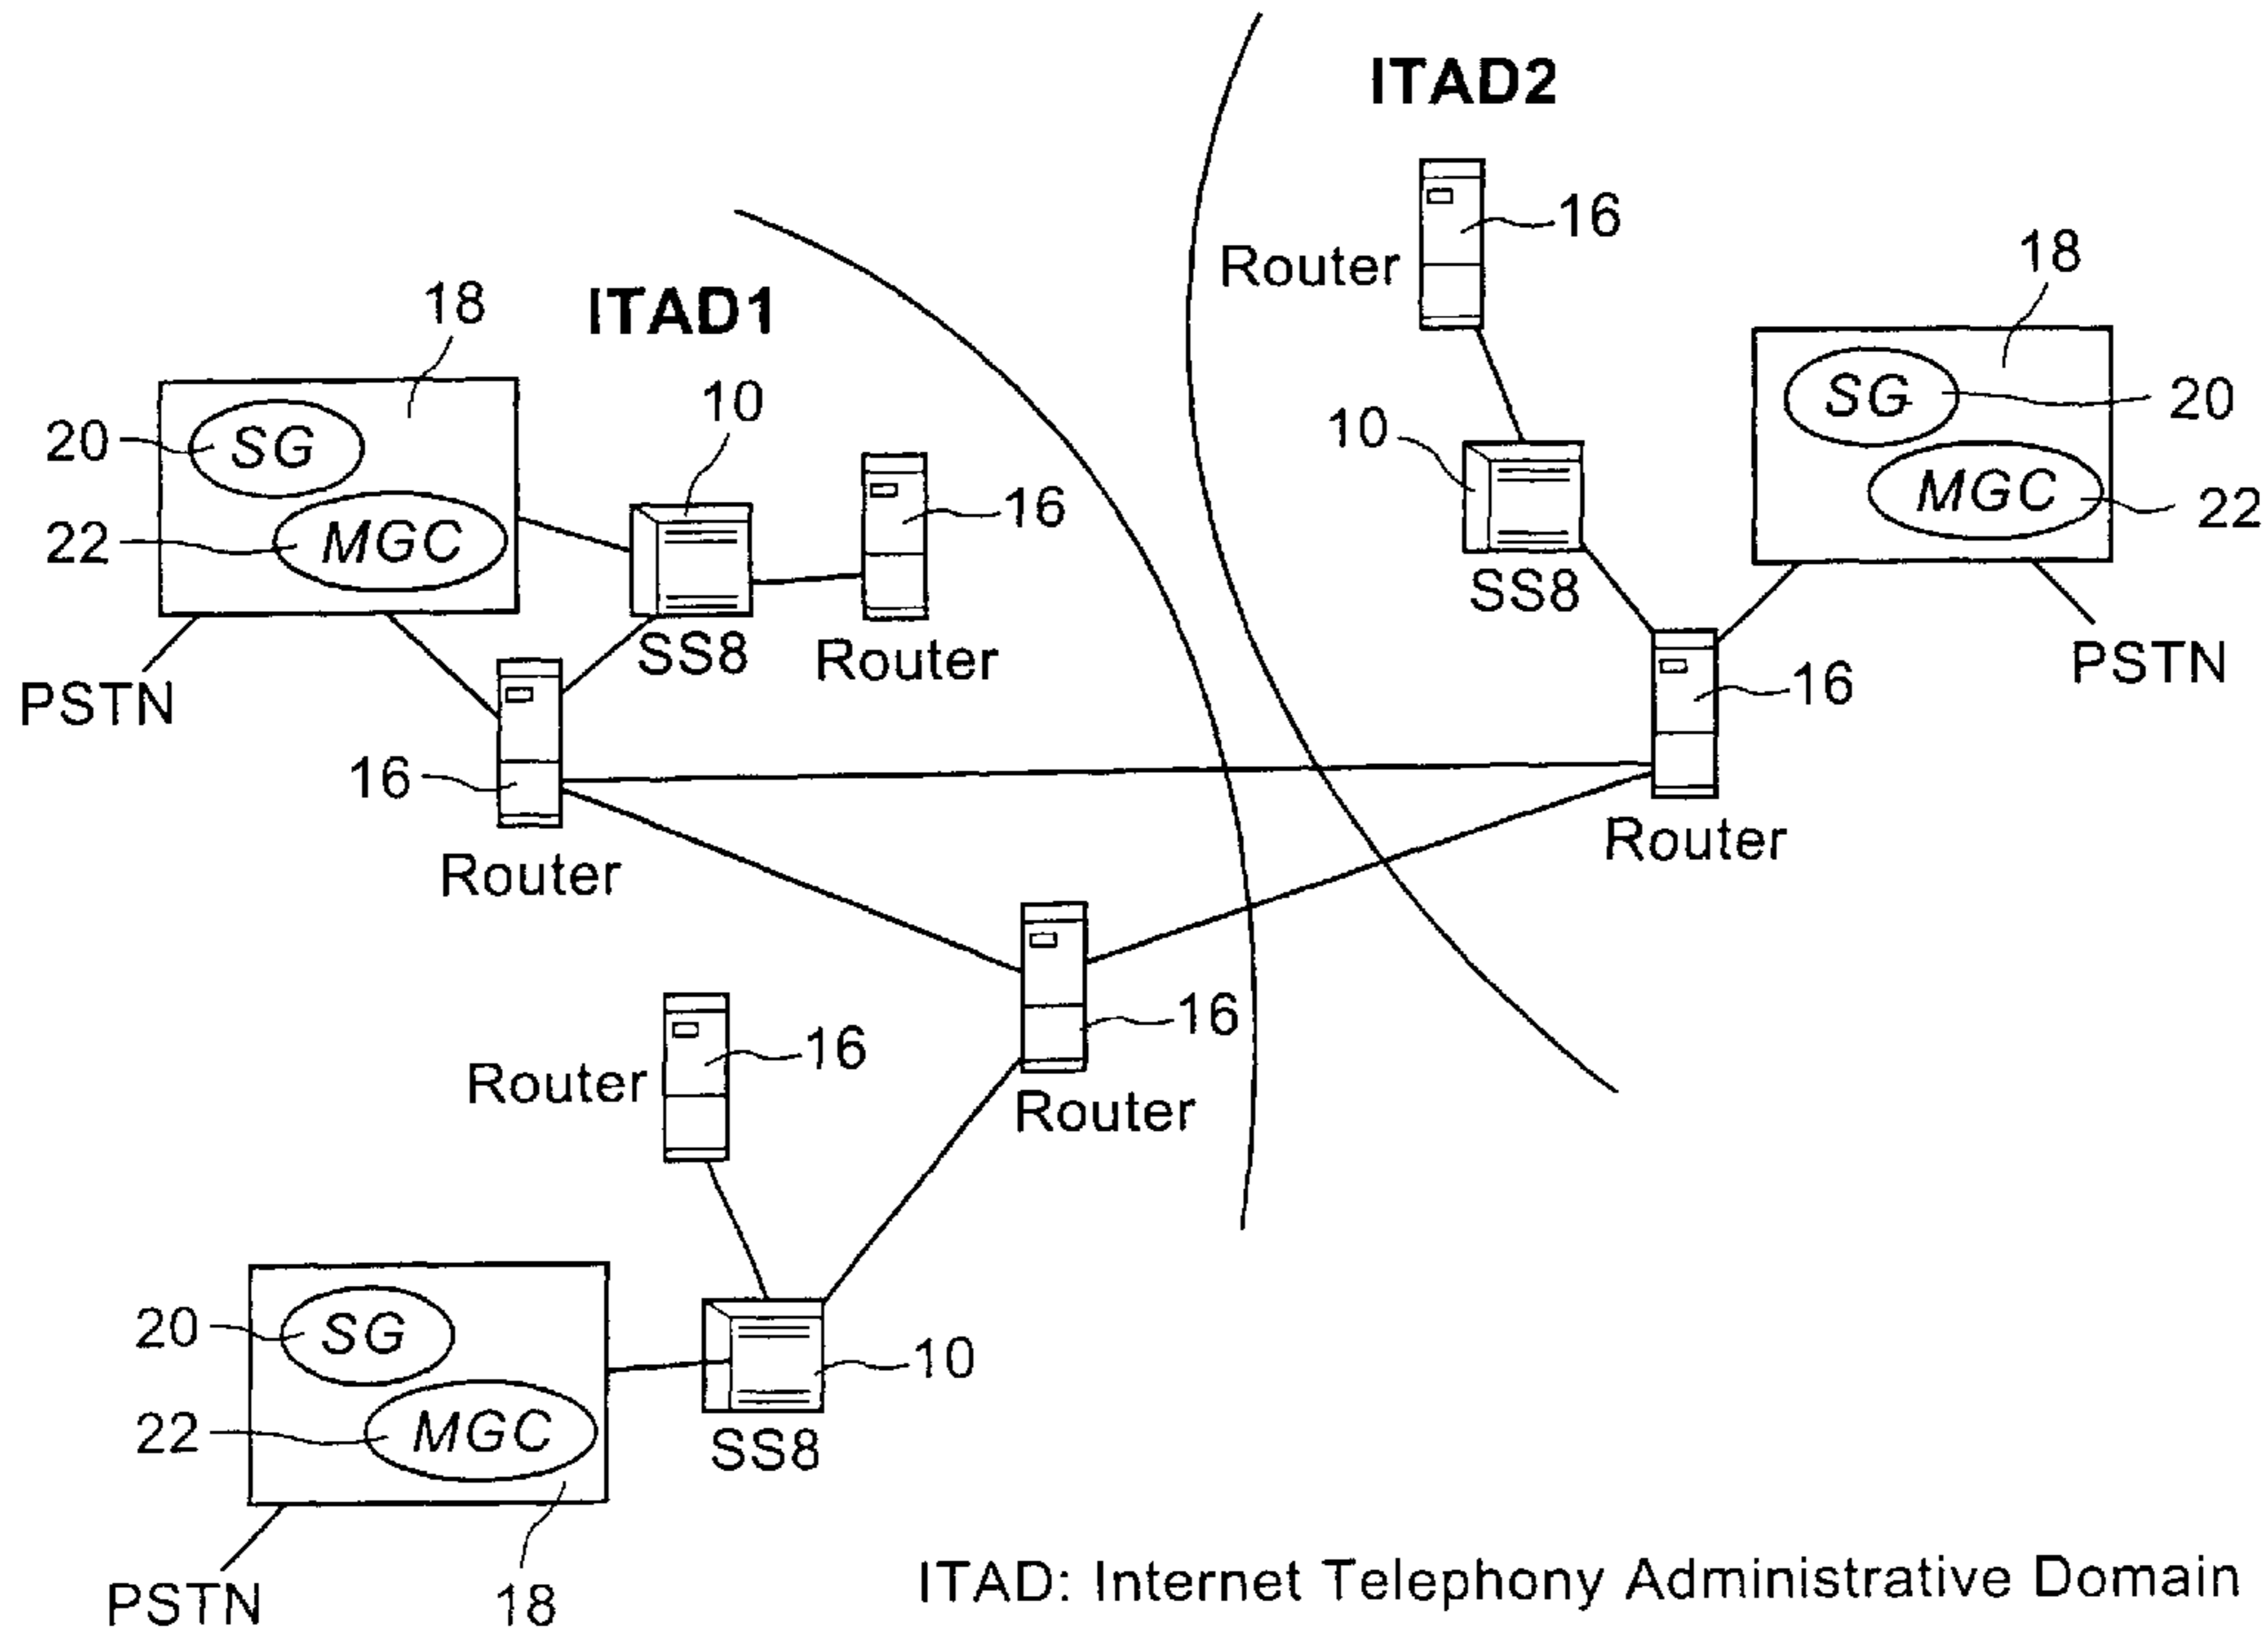 ITAD2
16
Router
18
18
ITAD1
SG
20
10
10
20
SG
MGC
22
16
22
MGC
SS8
SS8
Router
PSTN
16
PSTN
16
Router
Router
16
16
Router
Router
20
SG
10
22
MGC
SS8
PSTN
18
ITAD: Internet Telephony Administrative Domain